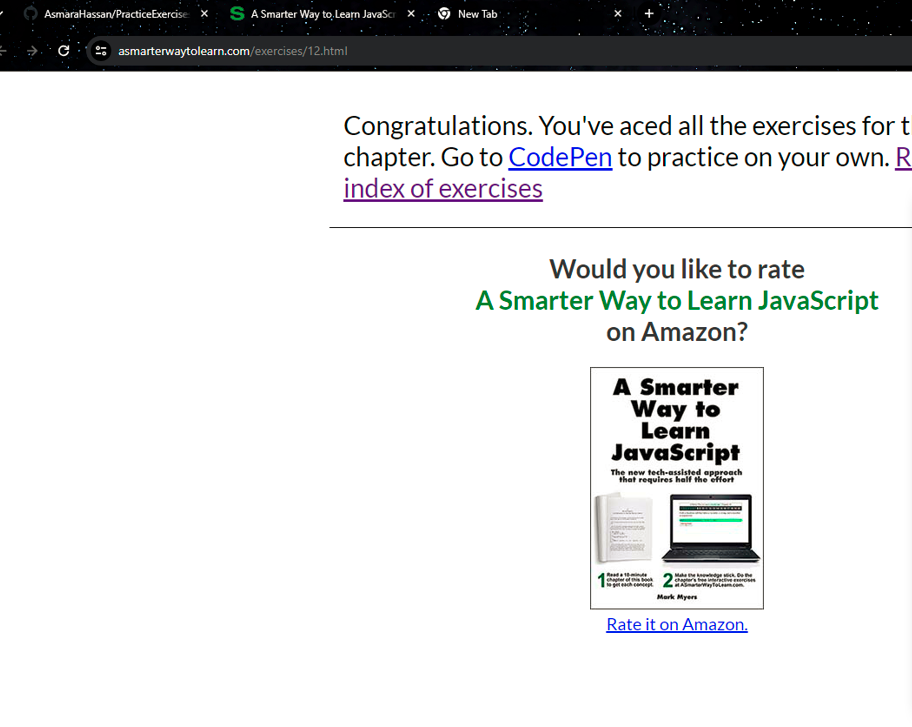 AsmaraHassan/PracticeExercise
A Smarter Way to Learn JavaScr
New Tab
asmarterwaytolearn.com/exercises/12.html
Congratulations. You've aced all the exercises for t
chapter. Go to CodePen to practice on your own. R
index of exercises
Would you like to rate
A Smarter Way to Learn JavaScript
on Amazon?
A Smarter
Way to
Learn
JavaScript
The new tech-assisted approach
that requires half the effort
1 Read a 10-minute
chapter of this book
to get each concept.
2 Make the knowledge stick. Do the
chapter's free interactive exercises
at ASmarterWayToLearn.com.
Mark Myers
Rate it on Amazon.